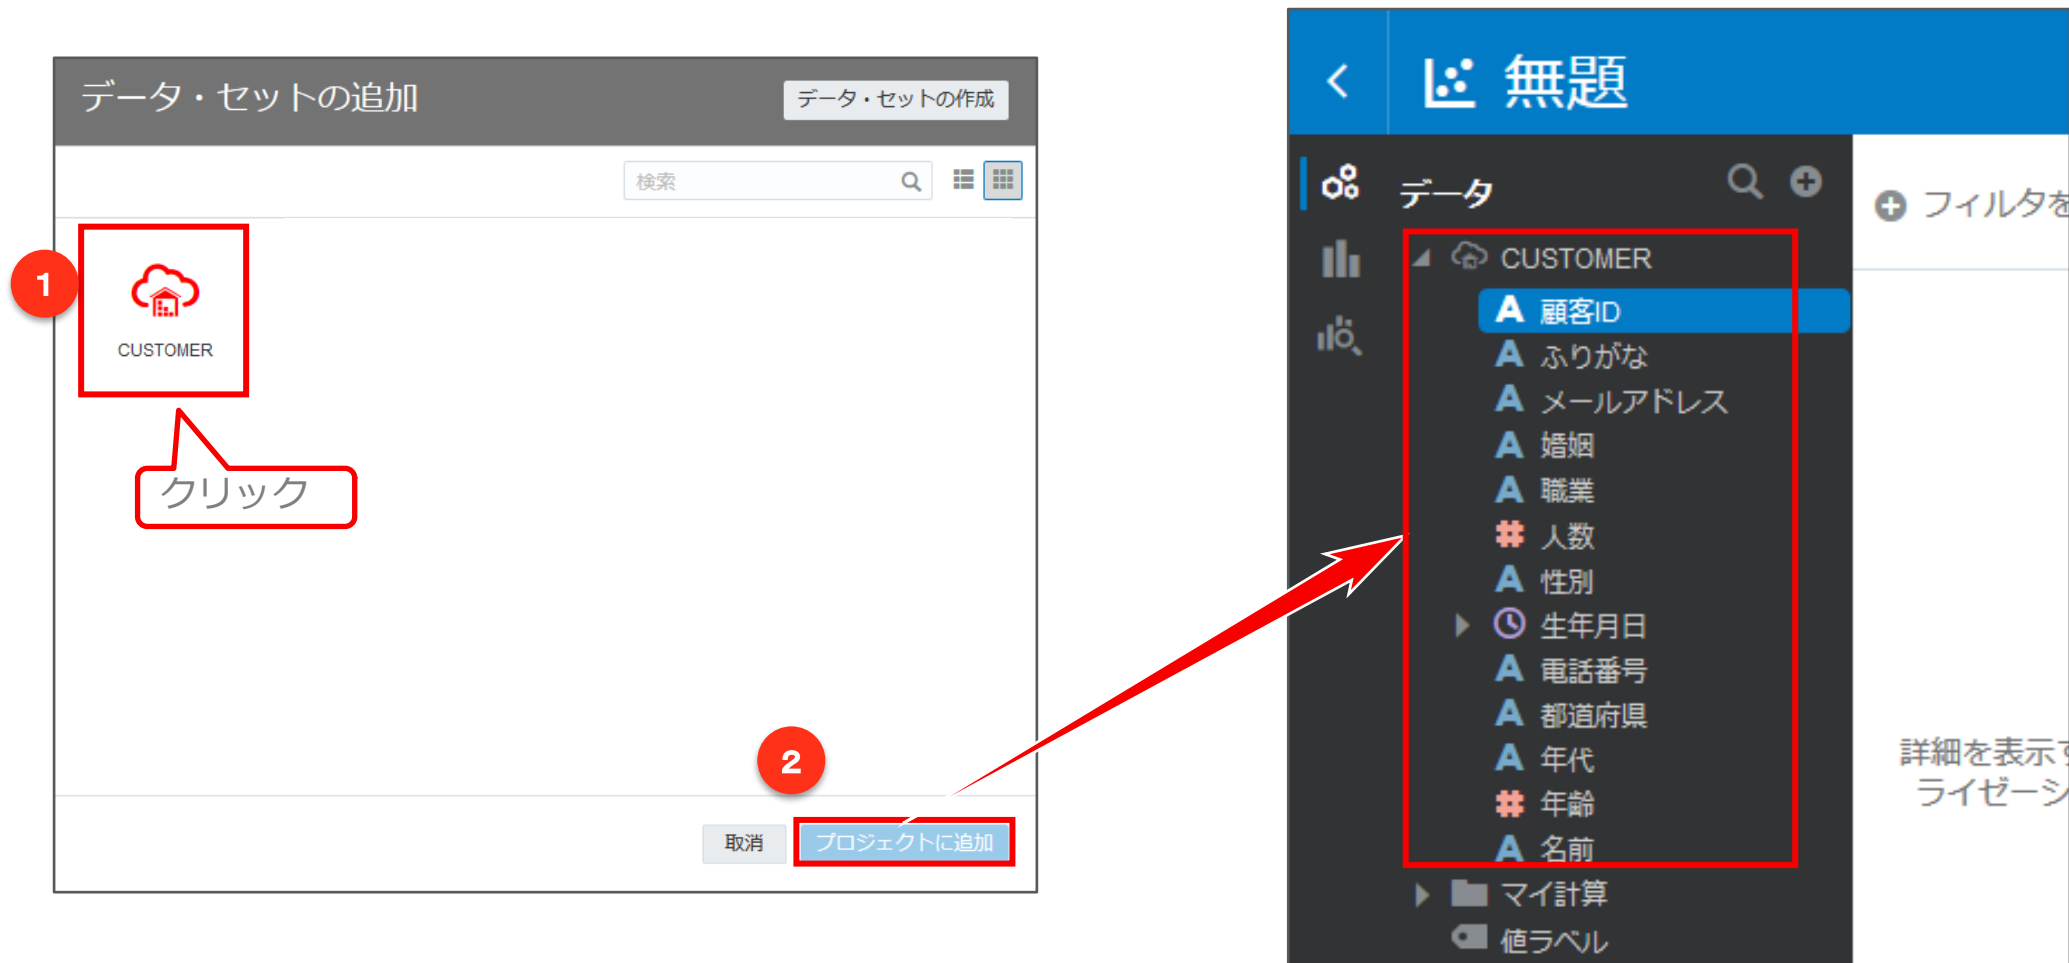 データ・セットの追加
データ・セットの作成
検索
1
CUSTOMER
クリック
2
取消
プロジェクトに追加
無題
データ
フィルタを
CUSTOMER
A 顧客ID
A ふりがな
A メールアドレス
A 婚姻
A 職業
# 人数
A 性別
生年月日
A 電話番号
A 都道府県
A 年代
# 年齢
A 名前
マイ計算
値ラベル
詳細を表示す
ライゼーシ